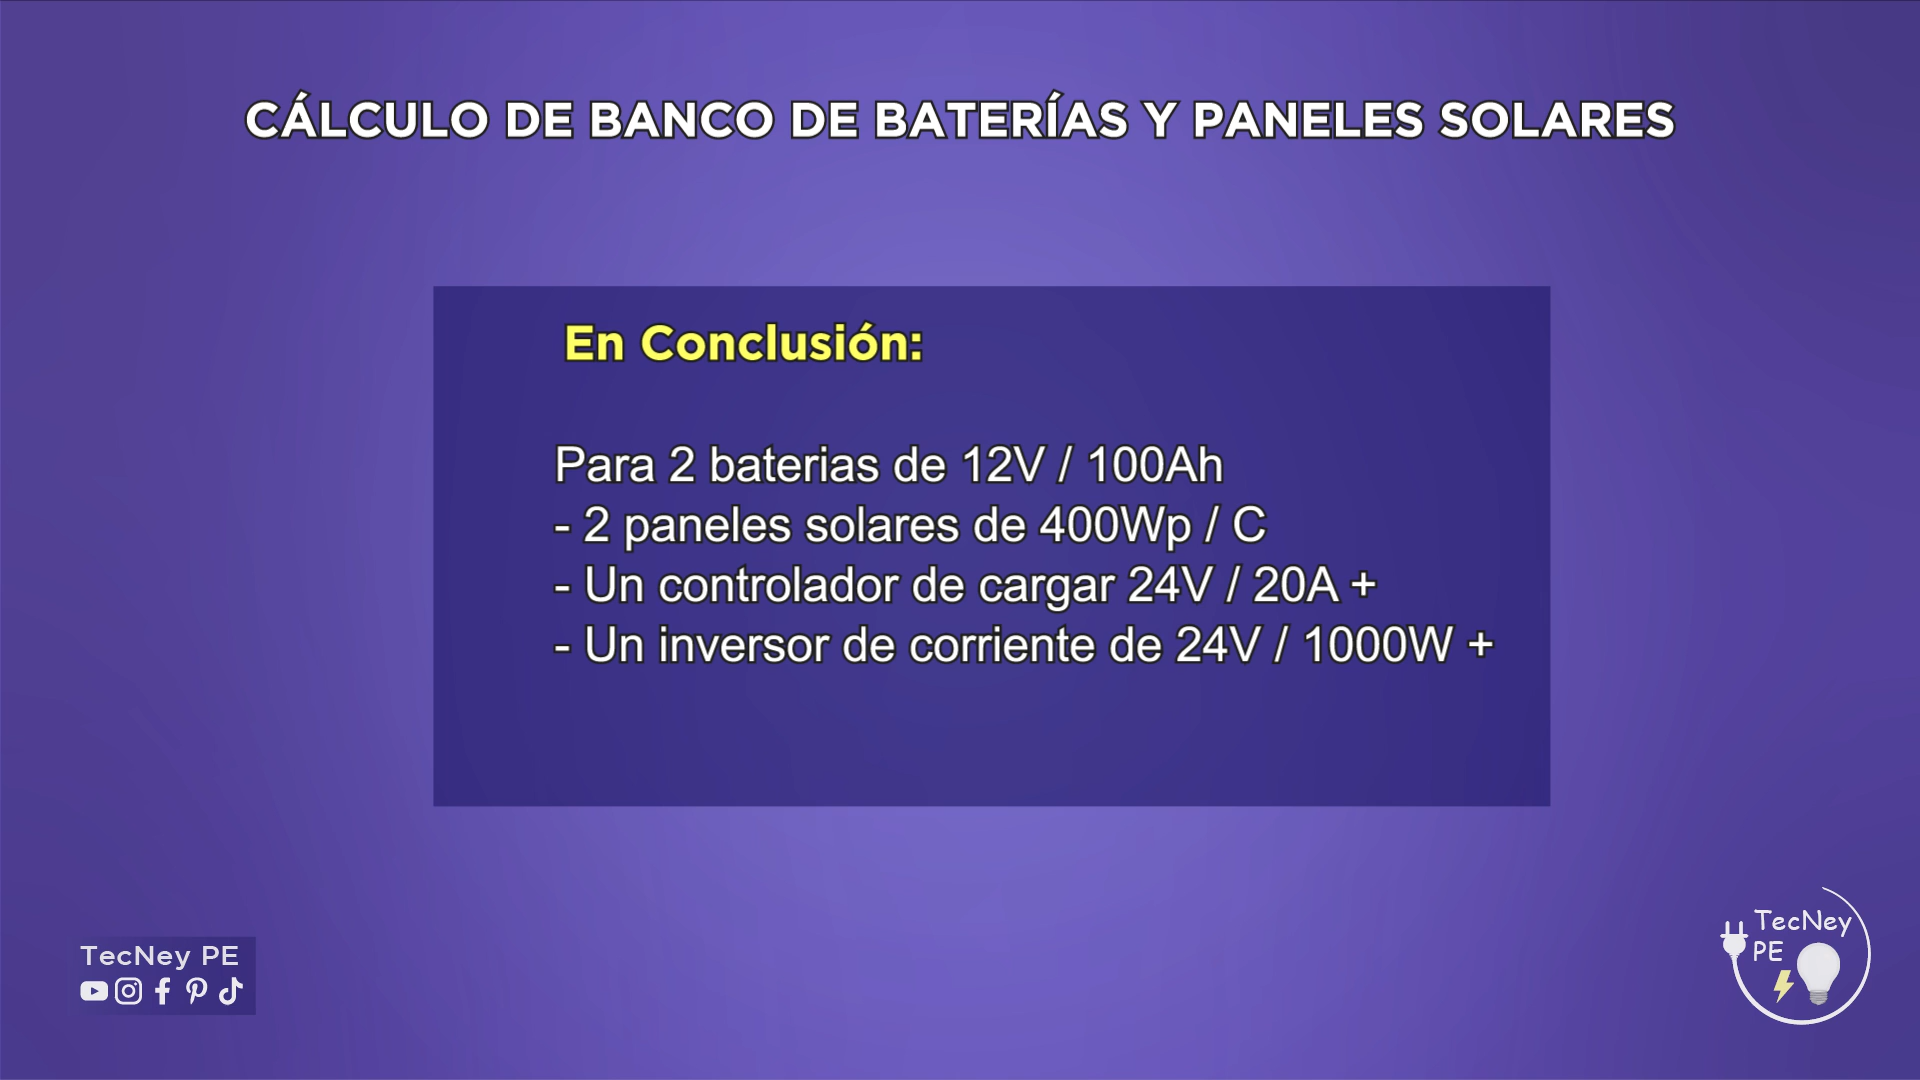 CÁLCULO DE BANCO DE BATERÍAS Y PANELES SOLARES
En Conclusión:
Para 2 baterias de 12V / 100Ah
- 2 paneles solares de 400Wp / C
- Un controlador de cargar 24V / 20A +
- Un inversor de corriente de 24V / 1000W +
TecNey PE
TecNey
PE